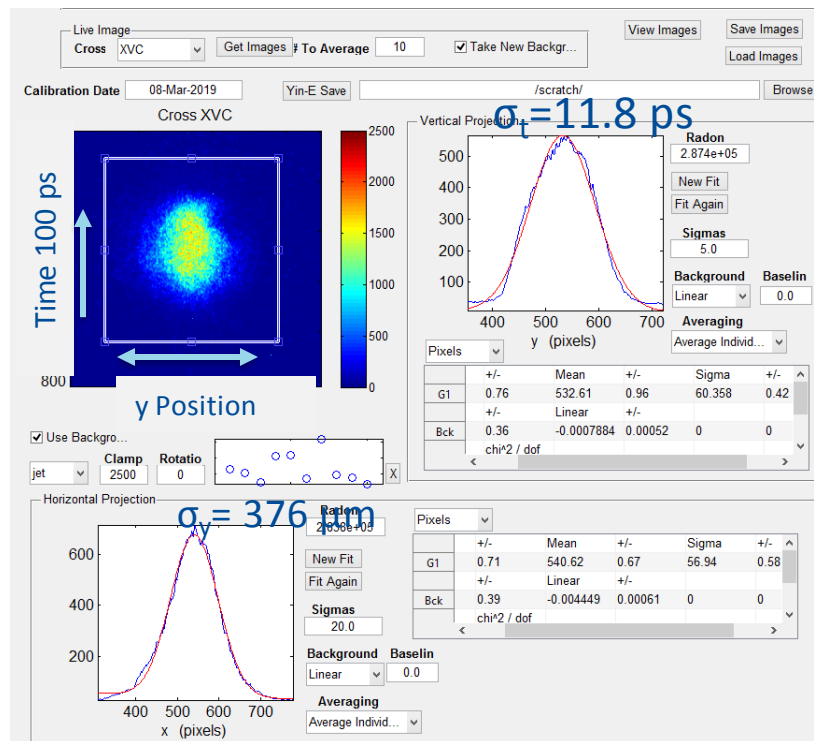 Live Image
Cross XVC Get Images # To Average 10 Take New Backgr... View Images Save Images
Load Images
Calibration Date 08-Mar-2019 Yin-E Save /scratch/ Browse
Cross XVC
2500
2000
1500
1000
500
0
800
Time 100 ps
y Position
Vertical Projection
σt=11.8 ps
500
400
300
200
100
400 500 600 700
y (pixels)
Radon
2.874e+05
New Fit
Fit Again
Sigmas
5.0
Background Baselin
Linear 0.0
Averaging
Average Individ...
Pixels
+/- Mean +/- Sigma +/-
G1 0.76 532.61 0.96 60.358 0.42
+/- Linear +/-
Bck 0.36 -0.0007884 0.00052 0 0
chi^2 / dof
Use Backgro...
Clamp Rotatio
jet 2500 0 X
Horizontal Projection
σy= 376 μm
600
400
200
400 500 600 700
x (pixels)
Radon
New Fit
Fit Again
Sigmas
20.0
Background Baselin
Linear 0.0
Averaging
Average Individ...
Pixels
+/- Mean +/- Sigma +/-
G1 0.71 540.62 0.67 56.94 0.58
+/- Linear +/-
Bck 0.39 -0.004449 0.00061 0 0
chi^2 / dof